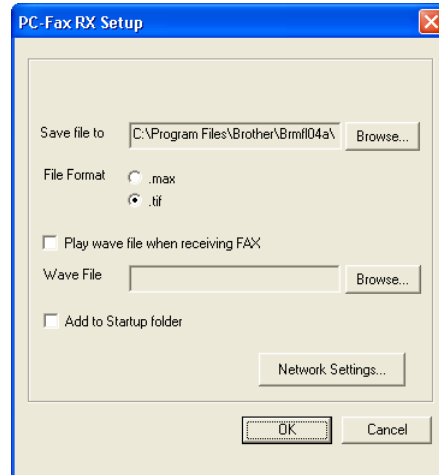 PC-Fax RX Setup
Save file to C:\Program Files\Brother\Brmfl04a\ Browse...
File Format .max
.tif
Play wave file when receiving FAX
Wave File Browse...
Add to Startup folder
Network Settings...
OK Cancel